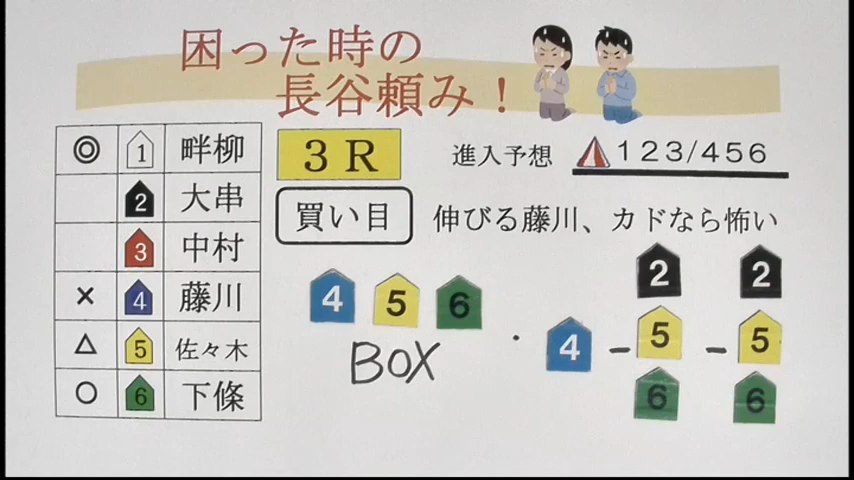 困った時の
長谷頼み！
◎ 1 畔柳
2 大串
3 中村
× 4 藤川
△ 5 佐々木
○ 6 下條
3R
進入予想 123/456
買い目
伸びる藤川、カドなら怖い
4 5 6
BOX
・
2 2
4 − 5 − 5
6 6